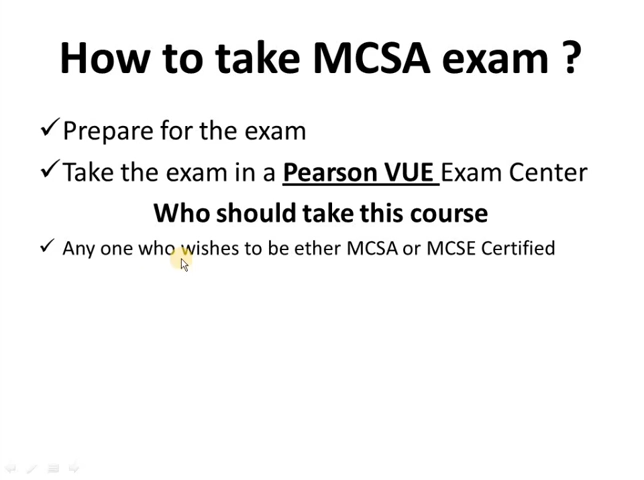 How to take MCSA exam ?
✓Prepare for the exam
✓Take the exam in a Pearson VUE Exam Center
Who should take this course
✓ Any one who wishes to be ether MCSA or MCSE Certified